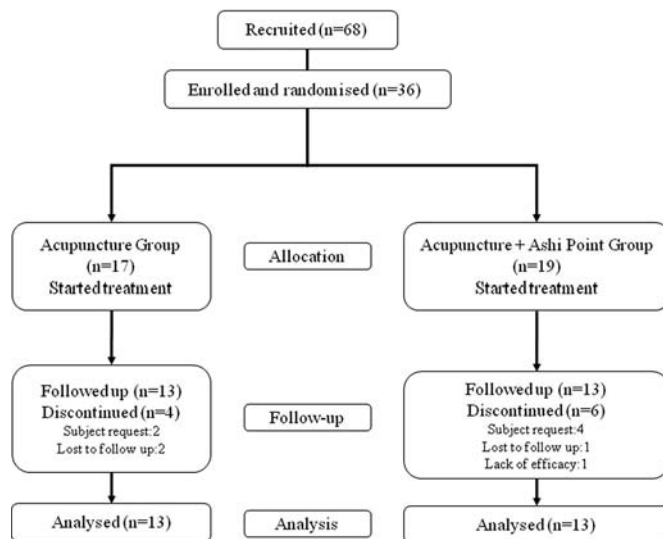 Recruited (n=68)
Enrolled and randomised (n=36)
Acupuncture Group
(n=17)
Started treatment
Allocation
Acupuncture + Ashi Point Group
(n=19)
Started treatment
Followed up (n=13)
Discontinued (n=4)
Subject request:2
Lost to follow up:2
Follow-up
Followed up (n=13)
Discontinued (n=6)
Subject request:4
Lost to follow up:1
Lack of efficacy:1
Analysed (n=13)
Analysis
Analysed (n=13)